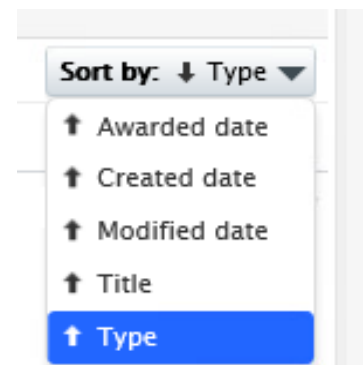 Sort by: ↓ Type
↑ Awarded date
↑ Created date
↑ Modified date
↑ Title
↑ Type